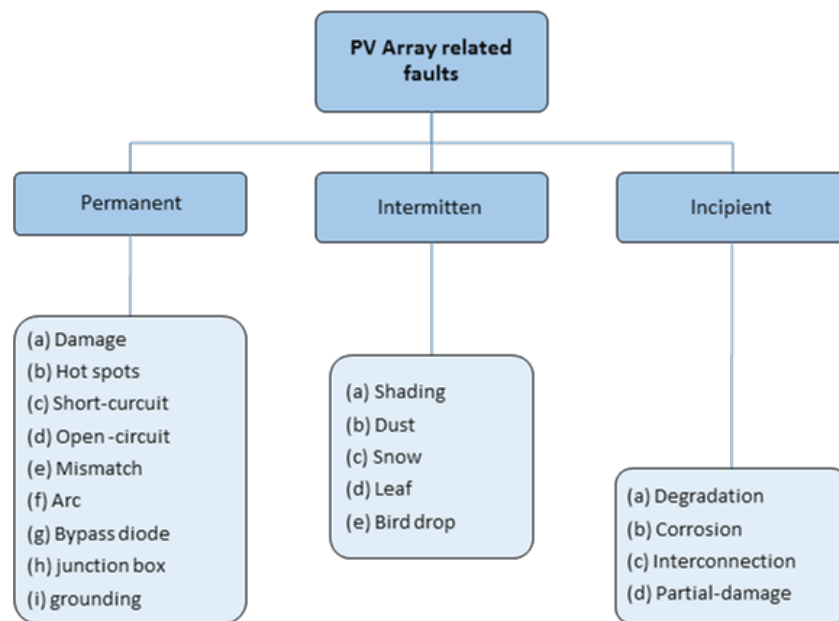 PV Array related
faults
Permanent
Intermitten
Incipient
(a) Damage
(b) Hot spots
(c) Short-curcuit
(d) Open -circuit
(e) Mismatch
(f) Arc
(g) Bypass diode
(h) junction box
(i) grounding
(a) Shading
(b) Dust
(c) Snow
(d) Leaf
(e) Bird drop
(a) Degradation
(b) Corrosion
(c) Interconnection
(d) Partial-damage